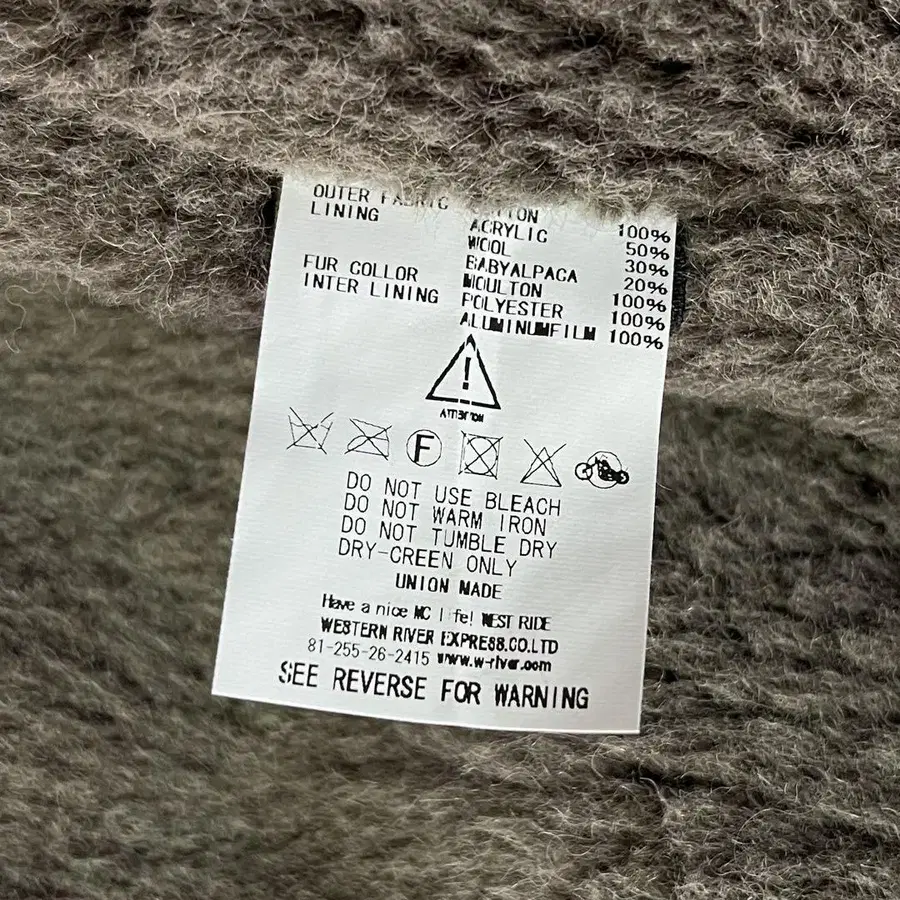 OUTER FABRIC COTTON 100%
LINING ACRYLIC 50%
WOOL 30%
BABYALPACA 20%
FUR COLLOR MOULTON 100%
INTER LINING POLYESTER 100%
ALUMINUMFILM 100%
!
ATTENTION
F
DO NOT USE BLEACH
DO NOT WARM IRON
DO NOT TUMBLE DRY
DRY-CREEN ONLY
UNION MADE
Have a nice MC life! WEST RIDE
WESTERN RIVER EXPRESS.CO.LTD
81-255-26-2415 www.w-river.com
SEE REVERSE FOR WARNING